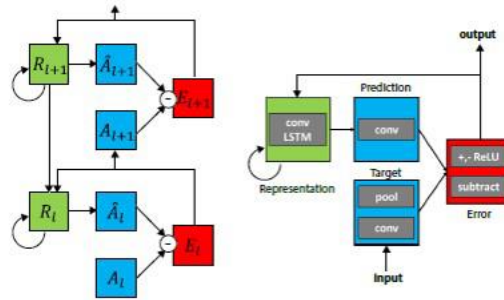 R_{l+1}
Â_{l+1}
E_{l+1}
A_{l+1}
R_l
Â_l
E_l
A_l
output
Prediction
conv
LSTM
conv
+,- ReLU
subtract
Representation
Target
Error
pool
conv
input